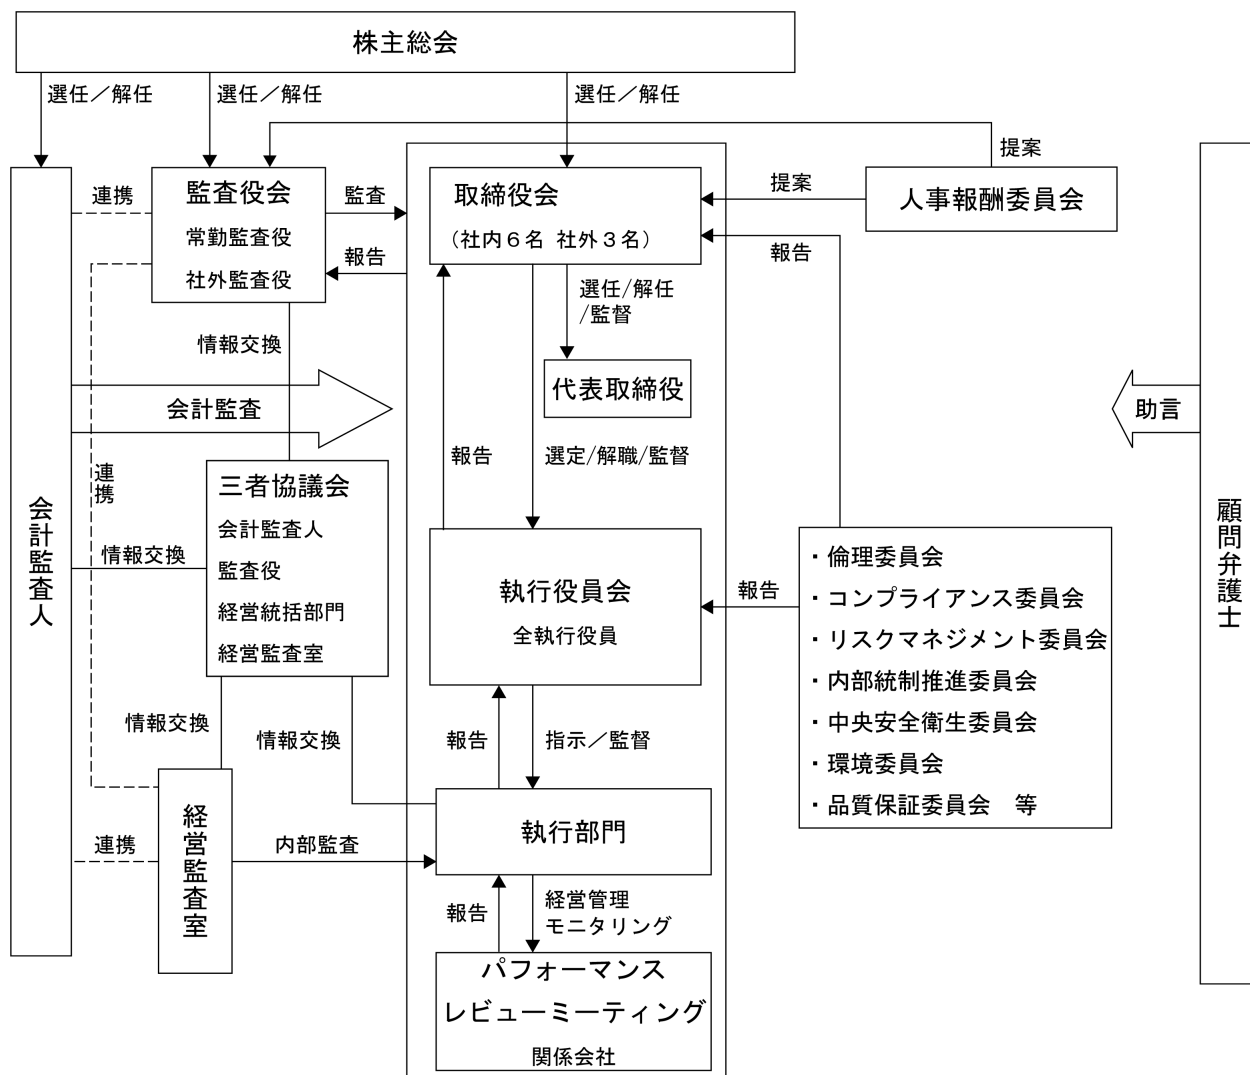 株主総会
選任／解任
選任／解任
選任／解任
提案
監査役会
常勤監査役
社外監査役
連携
監査
報告
取締役会
（社内６名 社外３名）
提案
人事報酬委員会
報告
選任/解任
/監督
代表取締役
情報交換
会計監査
助言
連携
報告
選定/解職/監督
三者協議会
会計監査人
監査役
経営統括部門
経営監査室
会計監査人
情報交換
執行役員会
全執行役員
報告
・倫理委員会
・コンプライアンス委員会
・リスクマネジメント委員会
・内部統制推進委員会
・中央安全衛生委員会
・環境委員会
・品質保証委員会　等
顧問弁護士
情報交換
情報交換
報告
指示／監督
経営監査室
連携
内部監査
執行部門
報告
経営管理
モニタリング
パフォーマンス
レビューミーティング
関係会社